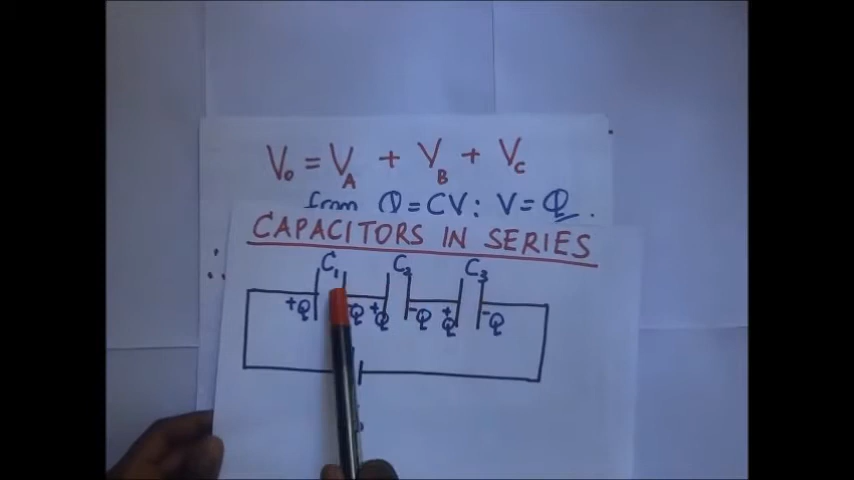 V₀ = V_A + V_B + V_C
from Q = CV: V = Q
∴
CAPACITORS IN SERIES
C₁ C₂ C₃
+Q -Q +Q -Q +Q -Q